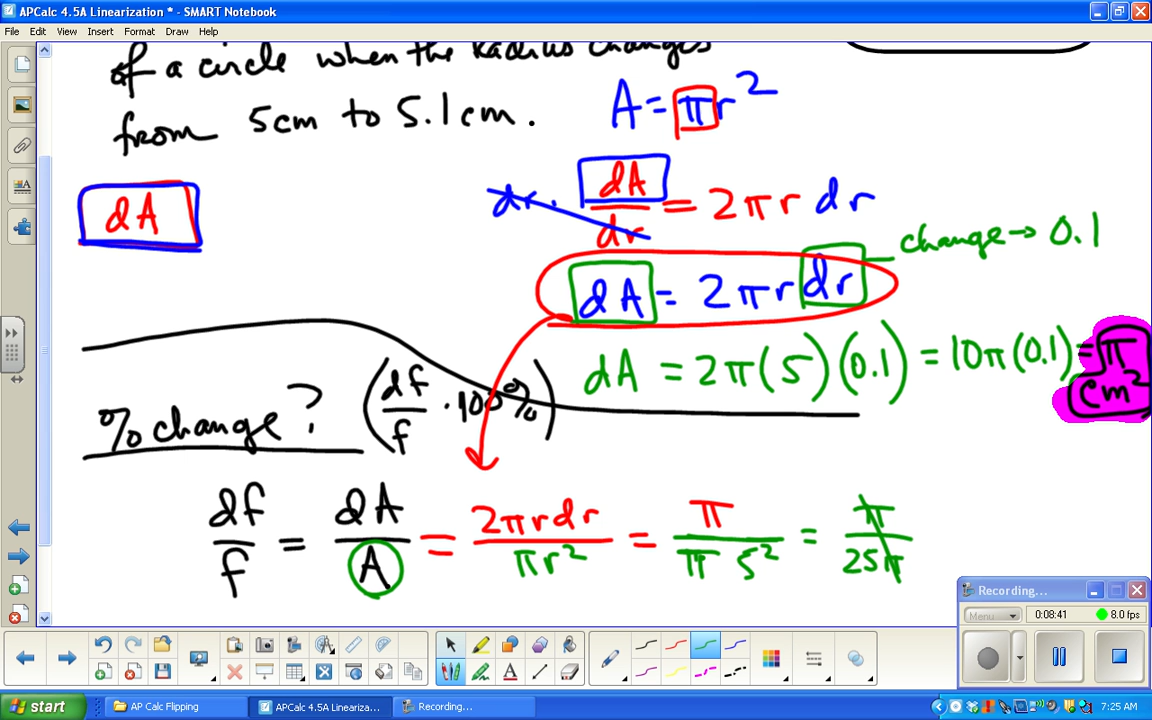 APCalc 4.5A Linearization * - SMART Notebook
File Edit View Insert Format Draw Help
of a circle when the radius changes
from 5cm to 5.1cm.
A = πr²
dA
dr. dA/dr = 2πr dr
change → 0.1
dA = 2πr dr
dA = 2π(5)(0.1) = 10π(0.1) = π cm²
% change? (df/f · 100%)
df/f = dA/A = 2πrdr/πr² = π/π5² = π/25π
Recording...
Menu 0:08:41 8.0 fps
start AP Calc Flipping APCalc 4.5A Lineariza... Recording... 7:25 AM